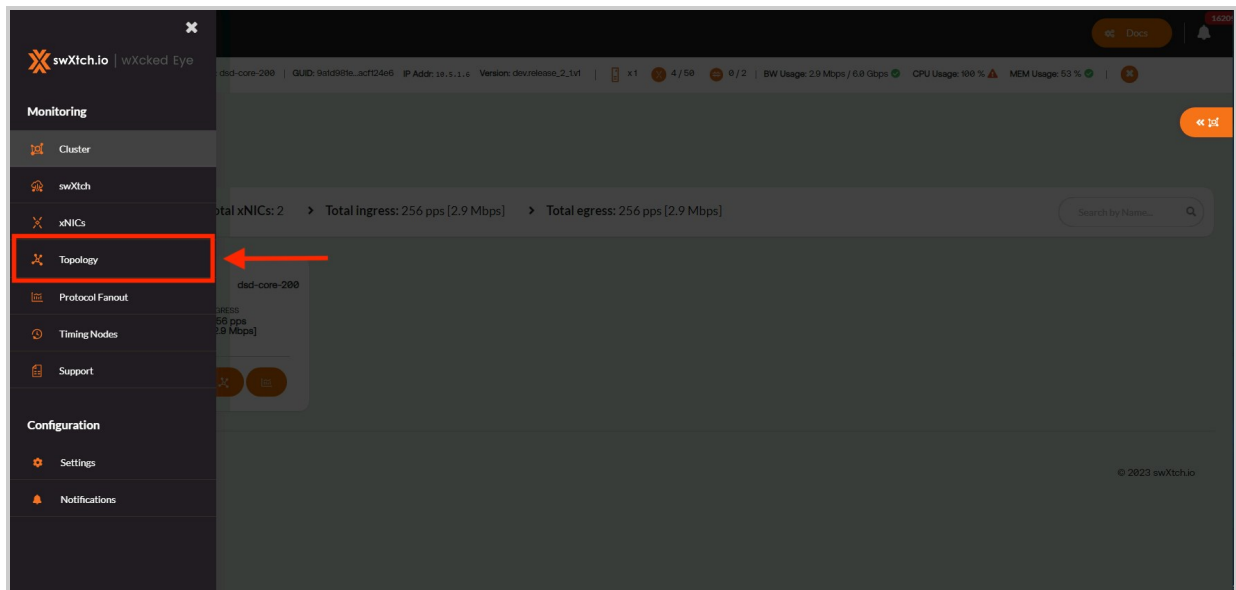 Docs
1620
swXtch.io | wXcked Eye
dsd-core-200 | IP Addr: 10.5.1.6 Version: dev.release_2_1v1 | x1 4 / 50 0 / 2 | BW Usage: 2.9 Mbps / 6.0 Gbps CPU Usage: 100 % MEM Usage: 53 % |
Monitoring
Cluster
swXtch
xNICs
Topology
Protocol Fanout
Timing Nodes
Support
Configuration
Settings
Notifications
otal xNICs: 2 > Total ingress: 256 pps [2.9 Mbps] > Total egress: 256 pps [2.9 Mbps]
Search by Name...
dsd-core-200
GRESS
56 pps
2.9 Mbps]
© 2023 swXtch.io